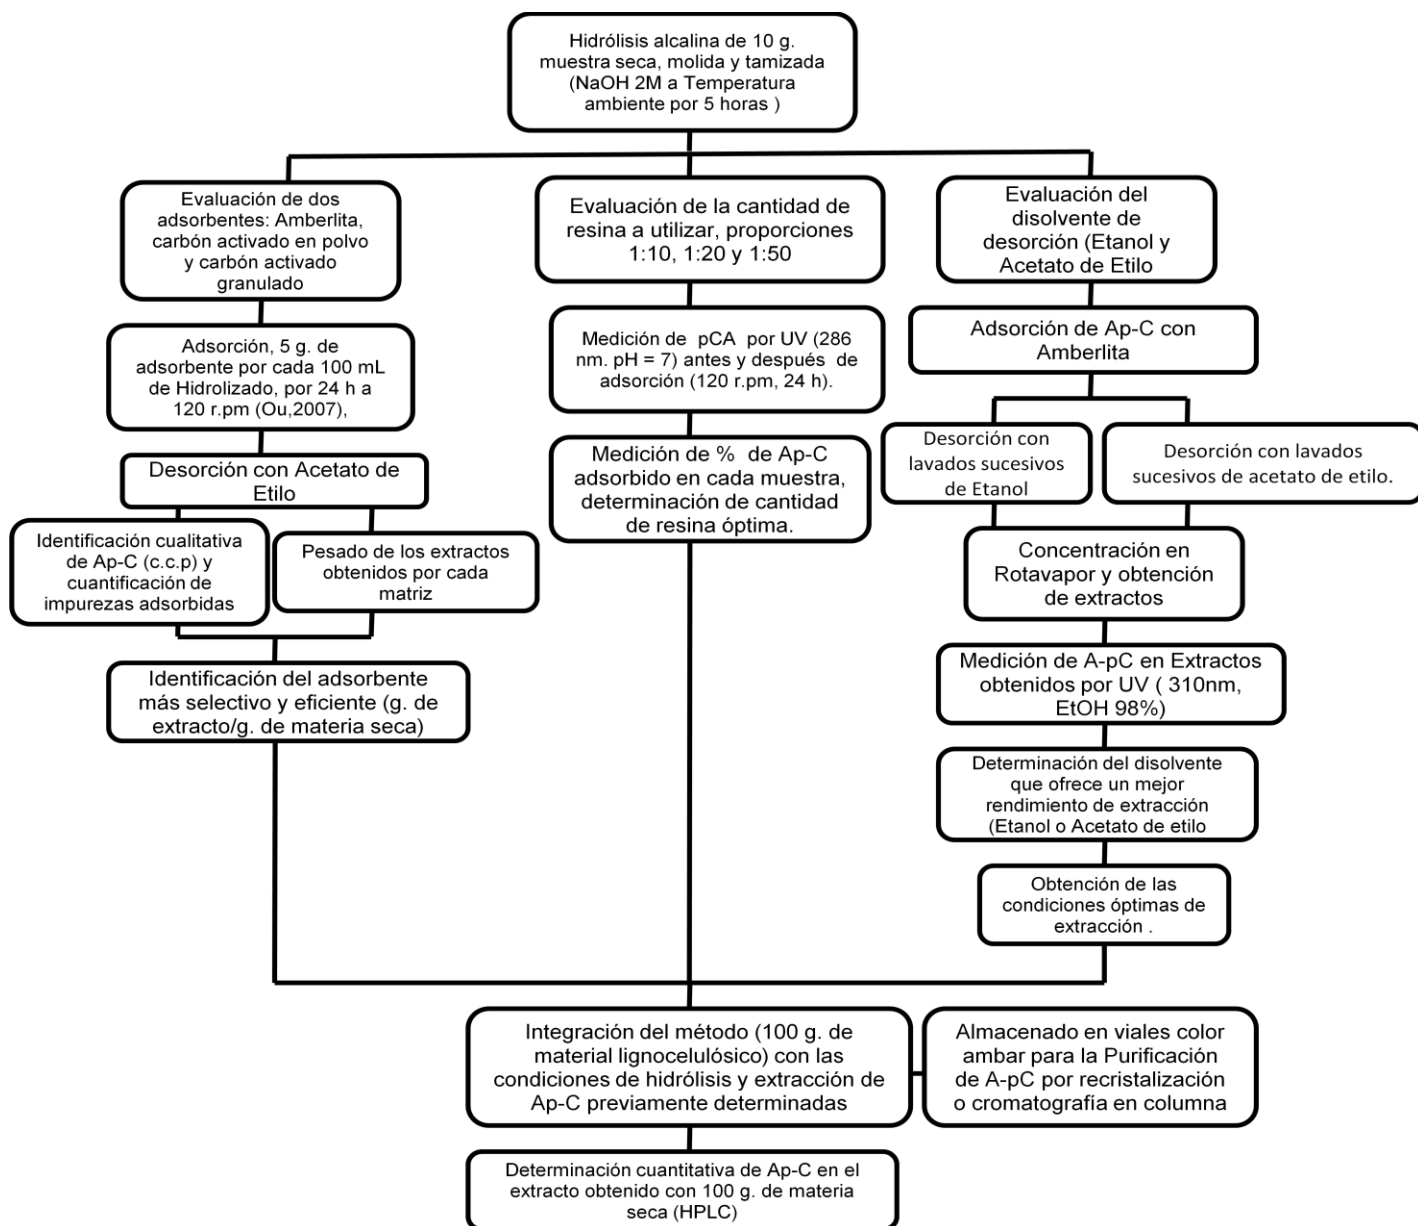 Hidrólisis alcalina de 10 g.
muestra seca, molida y tamizada
(NaOH 2M a Temperatura
ambiente por 5 horas )
Evaluación de dos
adsorbentes: Amberlita,
carbón activado en polvo
y carbón activado
granulado
Adsorción, 5 g. de
adsorbente por cada 100 mL
de Hidrolizado, por 24 h a
120 r.pm (Ou,2007),
Desorción con Acetato de
Etilo
Identificación cualitativa
de Ap-C (c.c.p) y
cuantificación de
impurezas adsorbidas
Pesado de los extractos
obtenidos por cada
matriz
Identificación del adsorbente
más selectivo y eficiente (g. de
extracto/g. de materia seca)
Evaluación de la cantidad de
resina a utilizar, proporciones
1:10, 1:20 y 1:50
Medición de pCA por UV (286
nm. pH = 7) antes y después de
adsorción (120 r.pm, 24 h).
Medición de % de Ap-C
adsorbido en cada muestra,
determinación de cantidad
de resina óptima.
Evaluación del
disolvente de
desorción (Etanol y
Acetato de Etilo
Adsorción de Ap-C con
Amberlita
Desorción con
lavados sucesivos
de Etanol
Desorción con lavados
sucesivos de acetato de etilo.
Concentración en
Rotavapor y obtención
de extractos
Medición de A-pC en Extractos
obtenidos por UV ( 310nm,
EtOH 98%)
Determinación del disolvente
que ofrece un mejor
rendimiento de extracción
(Etanol o Acetato de etilo
Obtención de las
condiciones óptimas de
extracción .
Integración del método (100 g. de
material lignocelulósico) con las
condiciones de hidrólisis y extracción de
Ap-C previamente determinadas
Almacenado en viales color
ambar para la Purificación
de A-pC por recristalización
o cromatografía en columna
Determinación cuantitativa de Ap-C en el
extracto obtenido con 100 g. de materia
seca (HPLC)